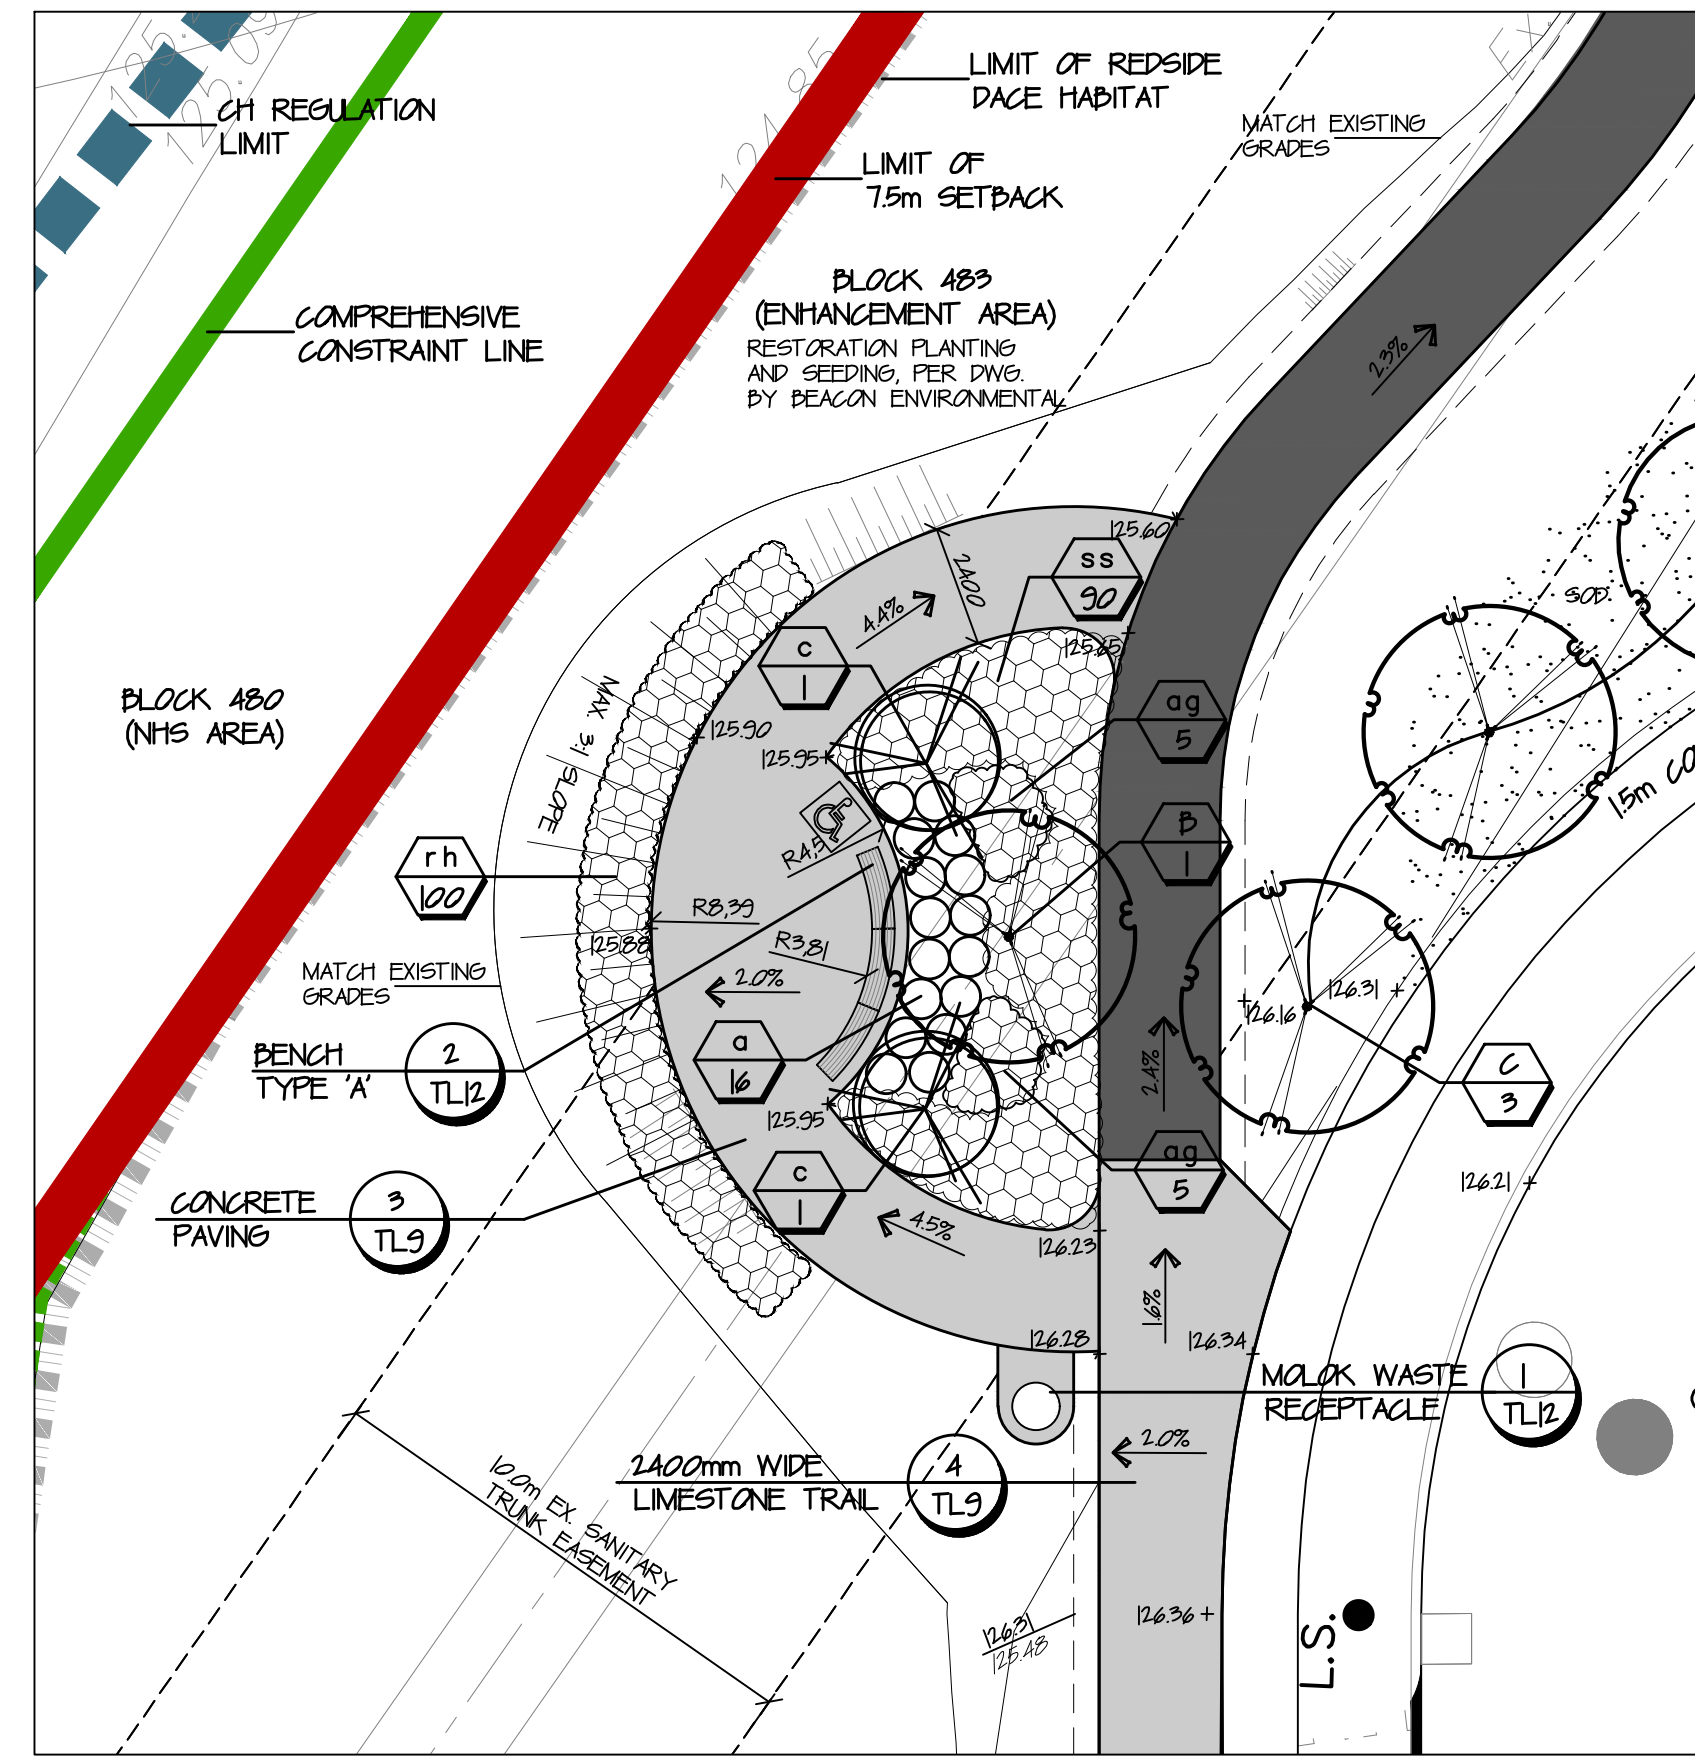 CH REGULATION
LIMIT
LIMIT OF REDSIDE
DACE HABITAT
MATCH EXISTING
GRADES
LIMIT OF
7.5m SETBACK
BLOCK 483
(ENHANCEMENT AREA)
RESTORATION PLANTING
AND SEEDING, PER DWG.
BY BEACON ENVIRONMENTAL
COMPREHENSIVE
CONSTRAINT LINE
2.3%
125.60
ss
90
2400
4.4%
SOD
125.65
c
1
MAX. 3:1 SLOPE
BLOCK 480
(NHS AREA)
125.90
125.95
ag
5
1.5m
B
1
rh
100
R8,39
125.88
R3,81
2.0%
MATCH EXISTING
GRADES
126.31
126.16
a
16
BENCH
TYPE 'A'
2
TL12
2.4%
C
3
125.95
c
1
ag
5
CONCRETE
PAVING
3
TL9
126.21
4.5%
126.23
1.6%
126.28
126.34
MOLOK WASTE
RECEPTACLE
1
TL12
2.0%
2400mm WIDE
LIMESTONE TRAIL
4
TL9
10.0m EX. SANITARY
TRUNK EASEMENT
126.31
125.48
126.36
L.S.